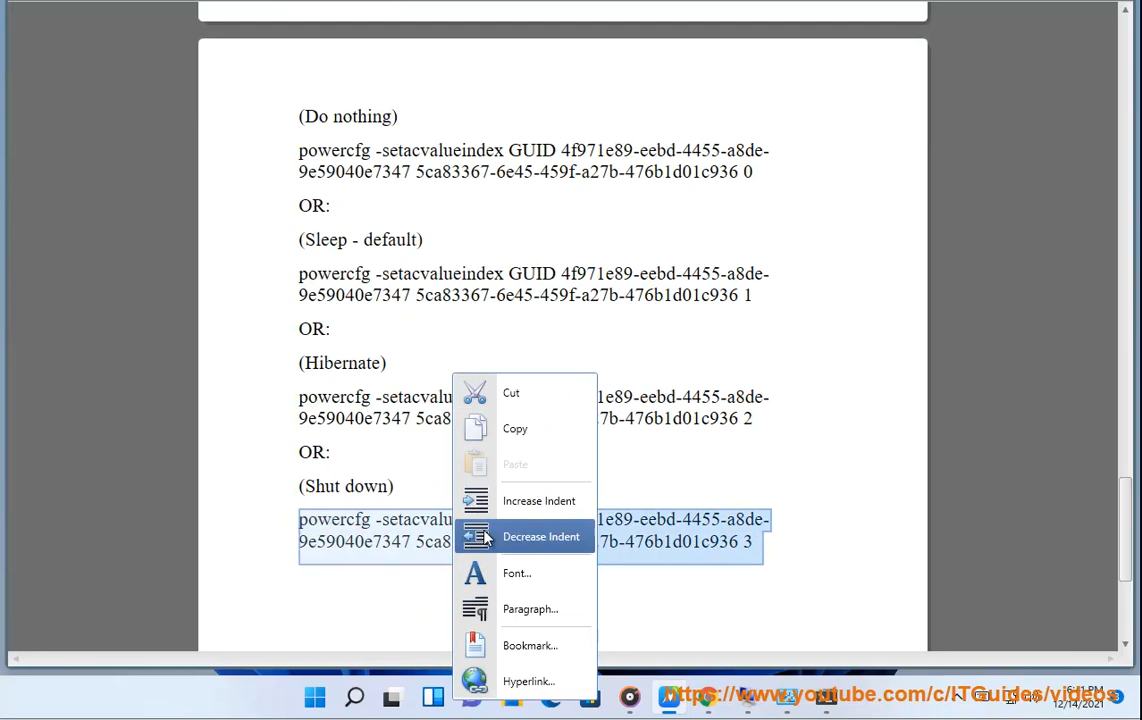 (Do nothing)
powercfg -setacvalueindex GUID 4f971e89-eebd-4455-a8de-
9e59040e7347 5ca83367-6e45-459f-a27b-476b1d01c936 0
OR:
(Sleep - default)
powercfg -setacvalueindex GUID 4f971e89-eebd-4455-a8de-
9e59040e7347 5ca83367-6e45-459f-a27b-476b1d01c936 1
OR:
(Hibernate)
powercfg -setacvalu 1e89-eebd-4455-a8de-
9e59040e7347 5ca8 27b-476b1d01c936 2
OR:
(Shut down)
powercfg -setacvalu 1e89-eebd-4455-a8de-
9e59040e7347 5ca8 7b-476b1d01c936 3
Cut
Copy
Paste
Increase Indent
Decrease Indent
Font...
Paragraph...
Bookmark...
Hyperlink...
https://www.youtube.com/c/ITGuides/videos
12/14/2021